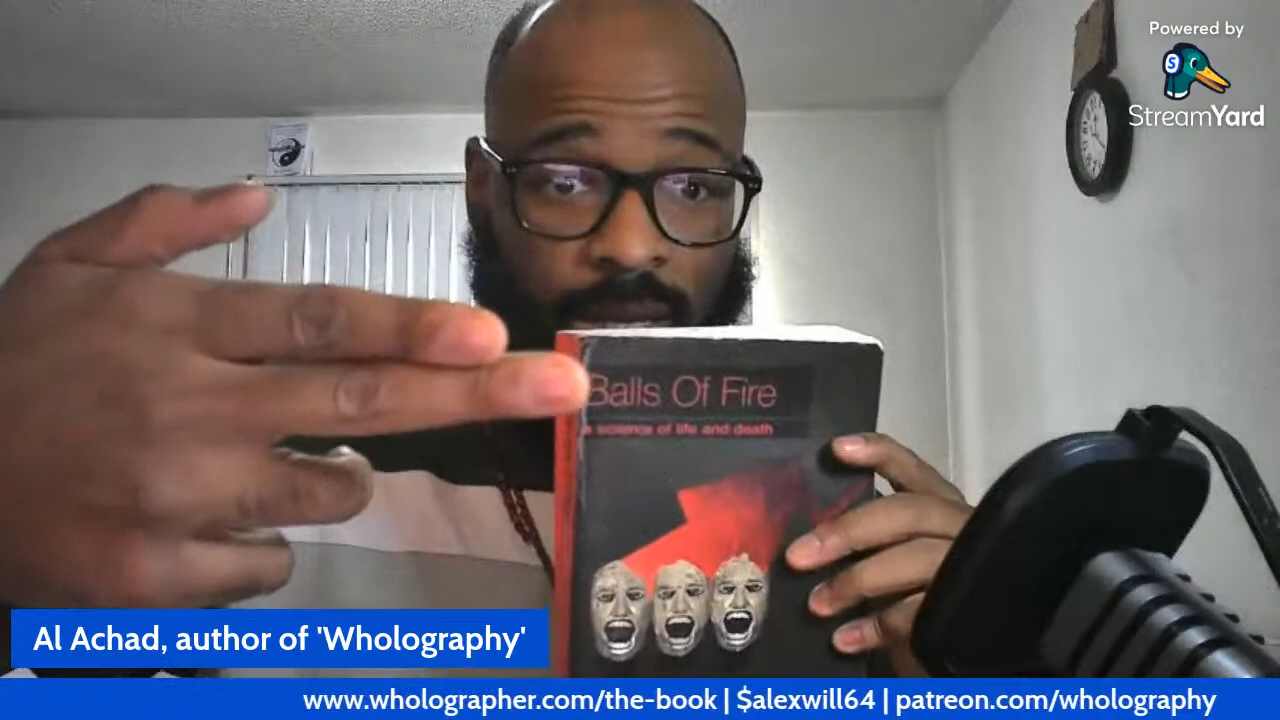 Powered by
S
StreamYard
Balls Of Fire
a science of life and death
Al Achad, author of 'Wholography'
www.wholographer.com/the-book | $alexwill64 | patreon.com/wholography